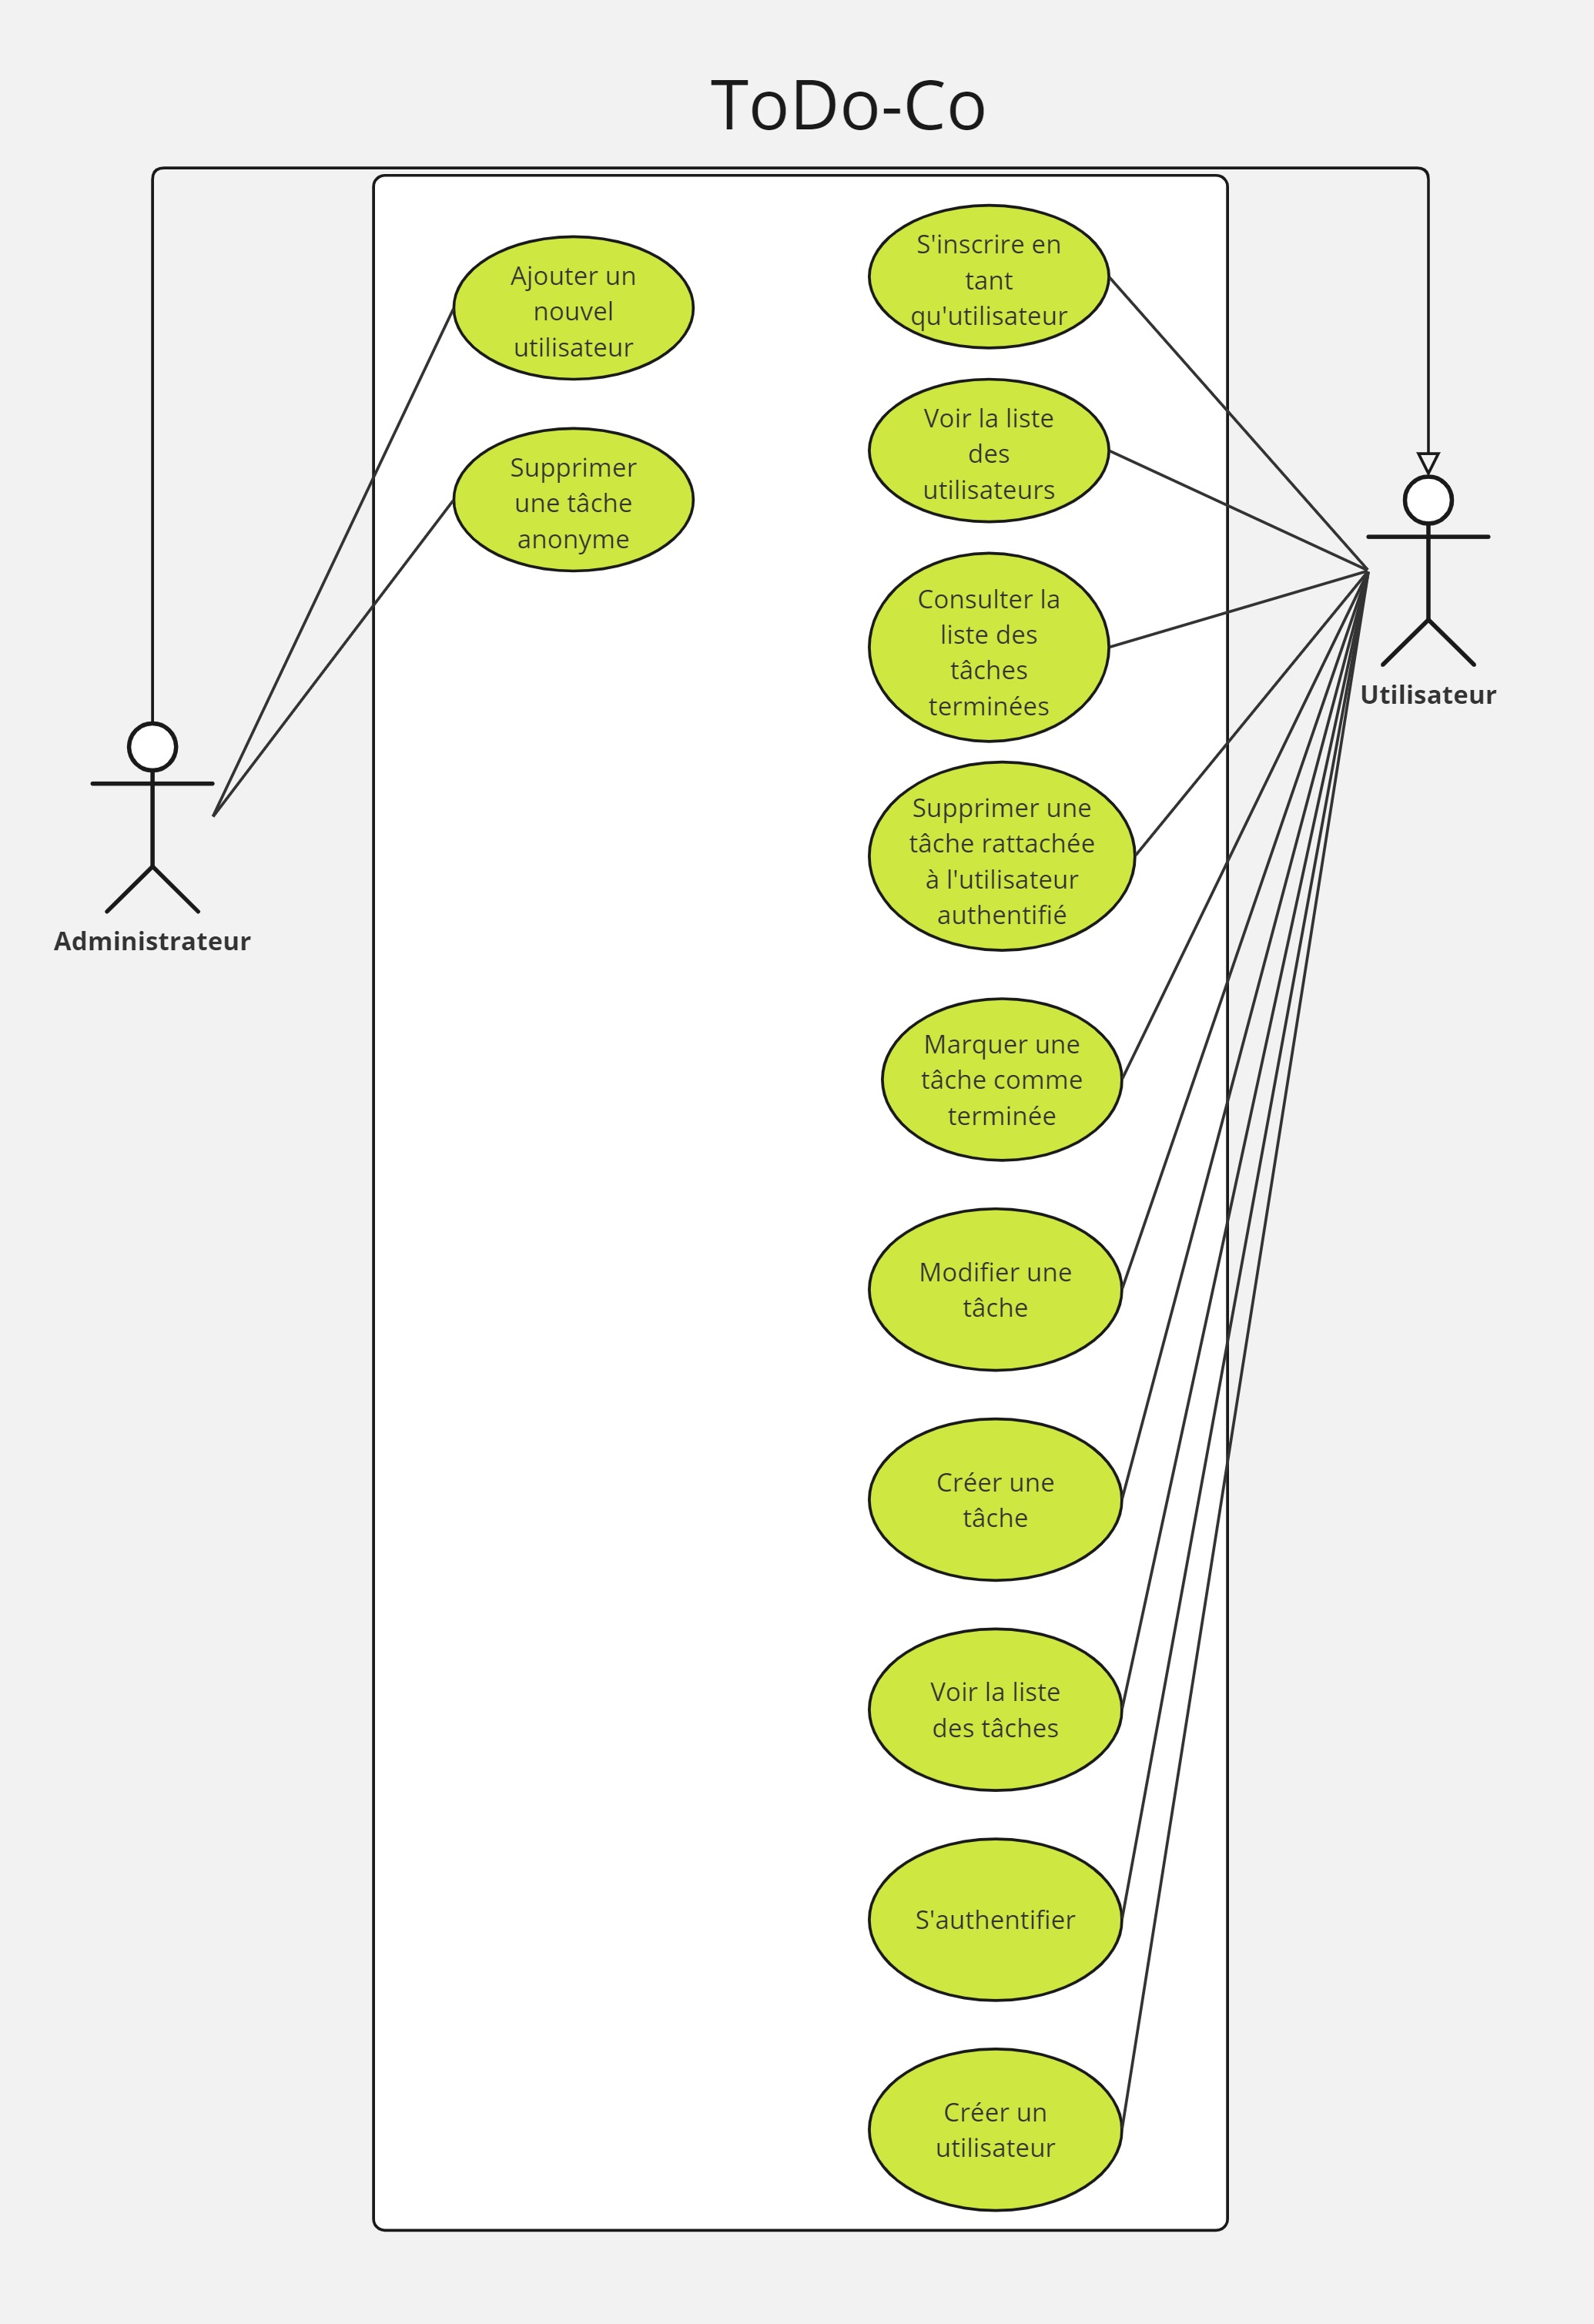 ToDo-Co
Ajouter un
nouvel
utilisateur
Supprimer
une tâche
anonyme
Administrateur
S'inscrire en
tant
qu'utilisateur
Voir la liste
des
utilisateurs
Consulter la
liste des
tâches
terminées
Supprimer une
tâche rattachée
à l'utilisateur
authentifié
Marquer une
tâche comme
terminée
Modifier une
tâche
Créer une
tâche
Voir la liste
des tâches
S'authentifier
Créer un
utilisateur
Utilisateur